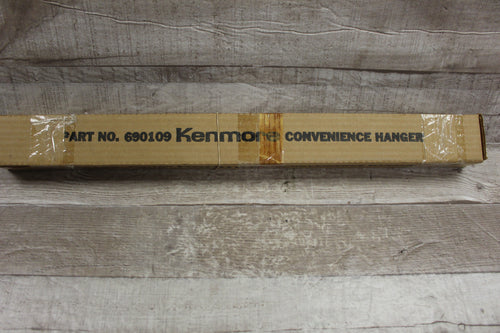 PART NO. 690109 Kenmore CONVENIENCE HANGER